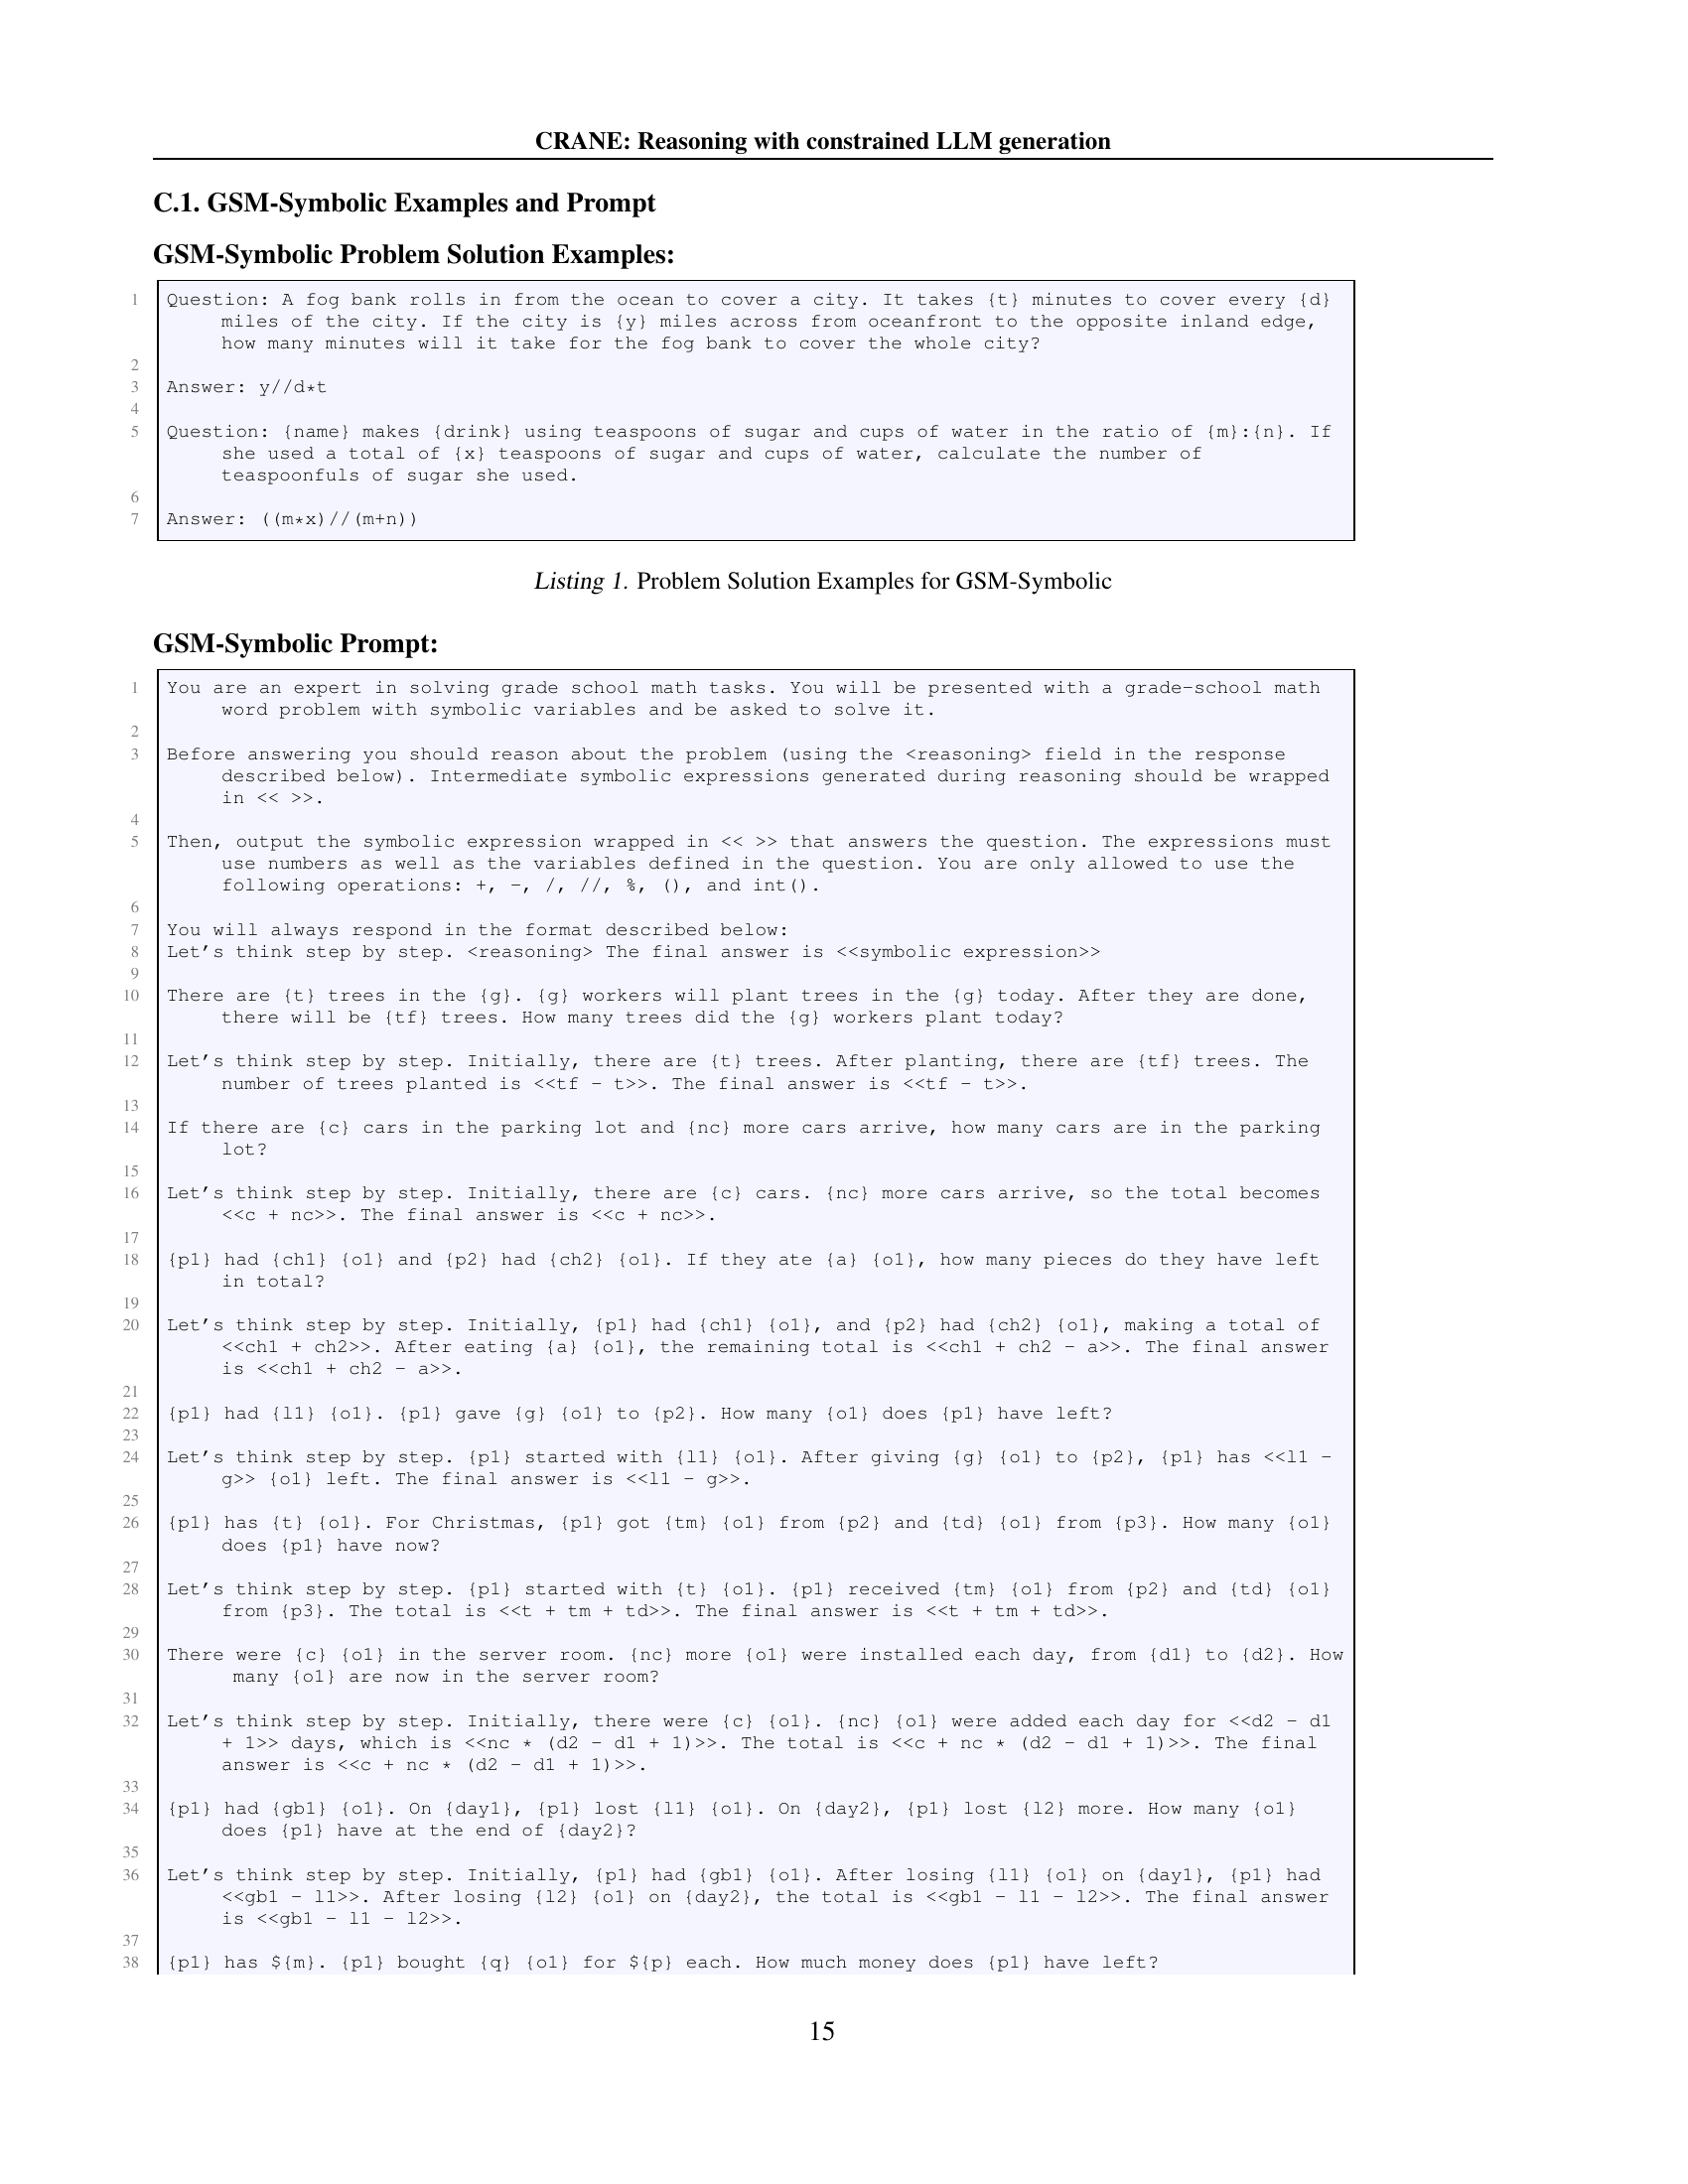 CRANE: Reasoning with constrained LLM generation
C.1. GSM-Symbolic Examples and Prompt
GSM-Symbolic Problem Solution Examples:
1 Question: A fog bank rolls in from the ocean to cover a city. It takes {t} minutes to cover every {d}
miles of the city. If the city is {y} miles across from oceanfront to the opposite inland edge,
how many minutes will it take for the fog bank to cover the whole city?
2
3 Answer: y//d*t
4
5 Question: {name} makes {drink} using teaspoons of sugar and cups of water in the ratio of {m}:{n}. If
she used a total of {x} teaspoons of sugar and cups of water, calculate the number of
teaspoonfuls of sugar she used.
6
7 Answer: ((m*x)//(m+n))
Listing 1. Problem Solution Examples for GSM-Symbolic
GSM-Symbolic Prompt:
1 You are an expert in solving grade school math tasks. You will be presented with a grade-school math
word problem with symbolic variables and be asked to solve it.
2
3 Before answering you should reason about the problem (using the <reasoning> field in the response
described below). Intermediate symbolic expressions generated during reasoning should be wrapped
in << >>.
4
5 Then, output the symbolic expression wrapped in << >> that answers the question. The expressions must
use numbers as well as the variables defined in the question. You are only allowed to use the
following operations: +, -, /, //, %, (), and int().
6
7 You will always respond in the format described below:
8 Let's think step by step. <reasoning> The final answer is <<symbolic expression>>
9
10 There are {t} trees in the {g}. {g} workers will plant trees in the {g} today. After they are done,
there will be {tf} trees. How many trees did the {g} workers plant today?
11
12 Let's think step by step. Initially, there are {t} trees. After planting, there are {tf} trees. The
number of trees planted is <<tf - t>>. The final answer is <<tf - t>>.
13
14 If there are {c} cars in the parking lot and {nc} more cars arrive, how many cars are in the parking
lot?
15
16 Let's think step by step. Initially, there are {c} cars. {nc} more cars arrive, so the total becomes
<<c + nc>>. The final answer is <<c + nc>>.
17
18 {p1} had {ch1} {o1} and {p2} had {ch2} {o1}. If they ate {a} {o1}, how many pieces do they have left
in total?
19
20 Let's think step by step. Initially, {p1} had {ch1} {o1}, and {p2} had {ch2} {o1}, making a total of
<<ch1 + ch2>>. After eating {a} {o1}, the remaining total is <<ch1 + ch2 - a>>. The final answer
is <<ch1 + ch2 - a>>.
21
22 {p1} had {l1} {o1}. {p1} gave {g} {o1} to {p2}. How many {o1} does {p1} have left?
23
24 Let's think step by step. {p1} started with {l1} {o1}. After giving {g} {o1} to {p2}, {p1} has <<l1 -
g>> {o1} left. The final answer is <<l1 - g>>.
25
26 {p1} has {t} {o1}. For Christmas, {p1} got {tm} {o1} from {p2} and {td} {o1} from {p3}. How many {o1}
does {p1} have now?
27
28 Let's think step by step. {p1} started with {t} {o1}. {p1} received {tm} {o1} from {p2} and {td} {o1}
from {p3}. The total is <<t + tm + td>>. The final answer is <<t + tm + td>>.
29
30 There were {c} {o1} in the server room. {nc} more {o1} were installed each day, from {d1} to {d2}. How
many {o1} are now in the server room?
31
32 Let's think step by step. Initially, there were {c} {o1}. {nc} {o1} were added each day for <<d2 - d1
+ 1>> days, which is <<nc * (d2 - d1 + 1)>>. The total is <<c + nc * (d2 - d1 + 1)>>. The final
answer is <<c + nc * (d2 - d1 + 1)>>.
33
34 {p1} had {gb1} {o1}. On {day1}, {p1} lost {l1} {o1}. On {day2}, {p1} lost {l2} more. How many {o1}
does {p1} have at the end of {day2}?
35
36 Let's think step by step. Initially, {p1} had {gb1} {o1}. After losing {l1} {o1} on {day1}, {p1} had
<<gb1 - l1>>. After losing {l2} {o1} on {day2}, the total is <<gb1 - l1 - l2>>. The final answer
is <<gb1 - l1 - l2>>.
37
38 {p1} has ${m}. {p1} bought {q} {o1} for ${p} each. How much money does {p1} have left?
15